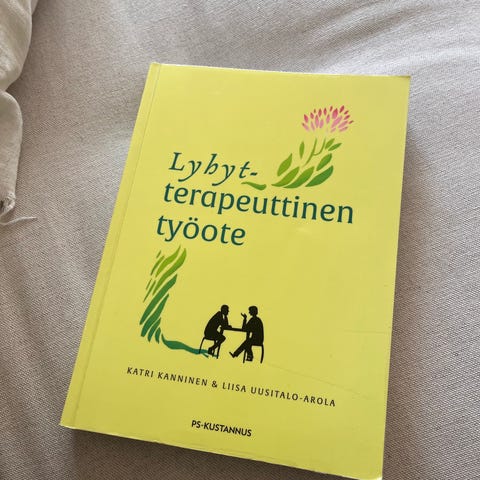 Lyhyt-
terapeuttinen
työote
KATRI KANNINEN & LIISA UUSITALO-AROLA
PS-KUSTANNUS